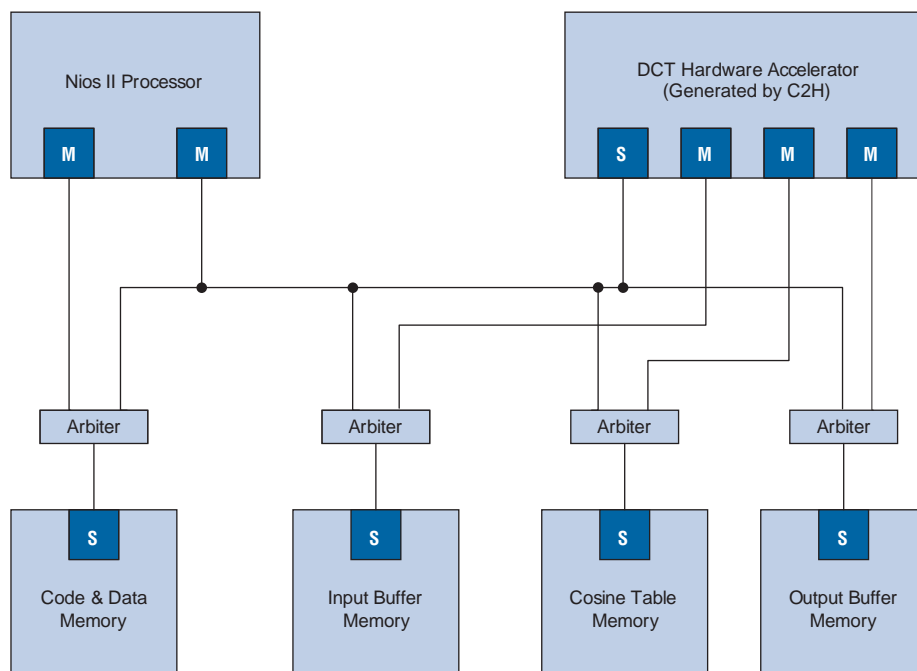 Nios II Processor
DCT Hardware Accelerator
(Generated by C2H)
M
M
S
M
M
M
Arbiter
Arbiter
Arbiter
Arbiter
S
S
S
S
Code & Data
Memory
Input Buffer
Memory
Cosine Table
Memory
Output Buffer
Memory